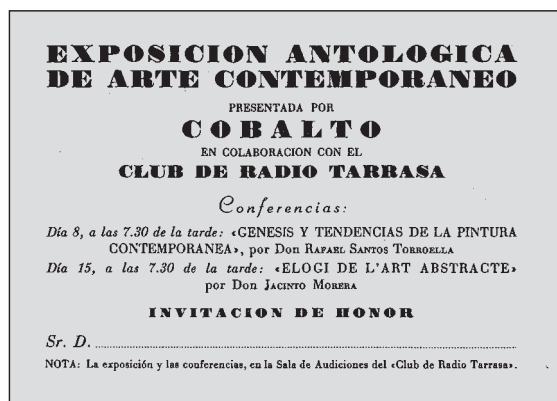 EXPOSICION ANTOLOGICA
DE ARTE CONTEMPORANEO
PRESENTADA POR
COBALTO
EN COLABORACION CON EL
CLUB DE RADIO TARRASA
Conferencias:
Día 8, a las 7.30 de la tarde: «GENESIS Y TENDENCIAS DE LA PINTURA
CONTEMPORANEA», por Don RAFAEL SANTOS TORROELLA
Día 15, a las 7.30 de la tarde: «ELOGI DE L'ART ABSTRACTE»
por Don JACINTO MORERA
INVITACION DE HONOR
Sr. D.
NOTA: La exposición y las conferencias, en la Sala de Audiciones del «Club de Radio Tarrasa».